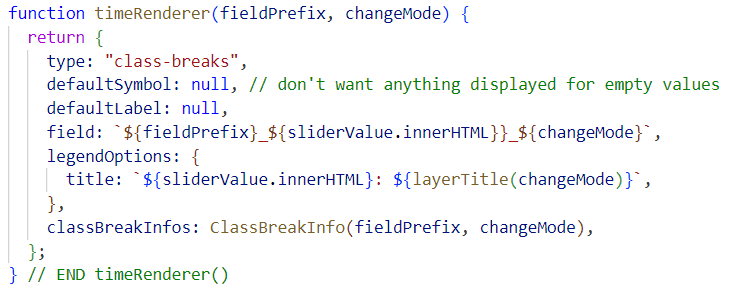 function timeRenderer(fieldPrefix, changeMode) {
  return {
    type: "class-breaks",
    defaultSymbol: null, // don't want anything displayed for empty values
    defaultLabel: null,
    field: `${fieldPrefix}_${sliderValue.innerHTML}}_${changeMode}`,
    legendOptions: {
      title: `${sliderValue.innerHTML}: ${layerTitle(changeMode)}`,
    },
    classBreakInfos: ClassBreakInfo(fieldPrefix, changeMode),
  };
} // END timeRenderer()